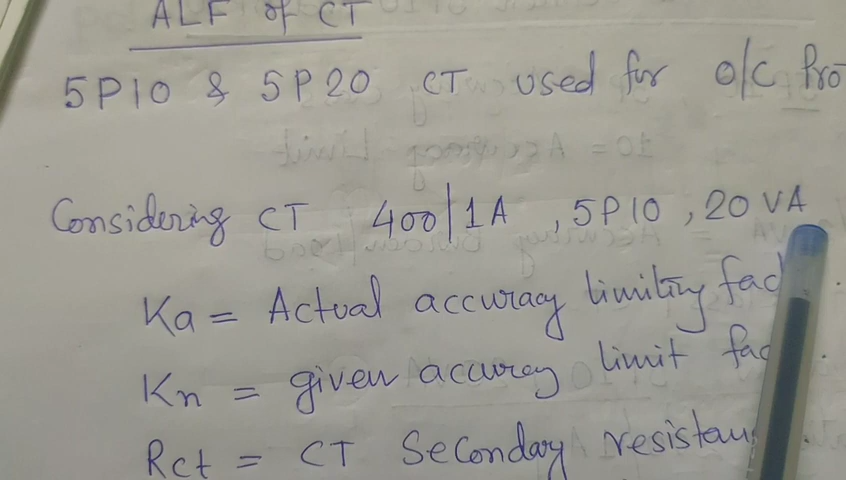 ALF of CT
5P10 & 5P20 CT used for O/C Pro
Considering CT 400/1A , 5P10 , 20 VA
Ka = Actual accuracy limiting fac
Kn = given accuracy limit fac
Rct = CT Secondary resistan